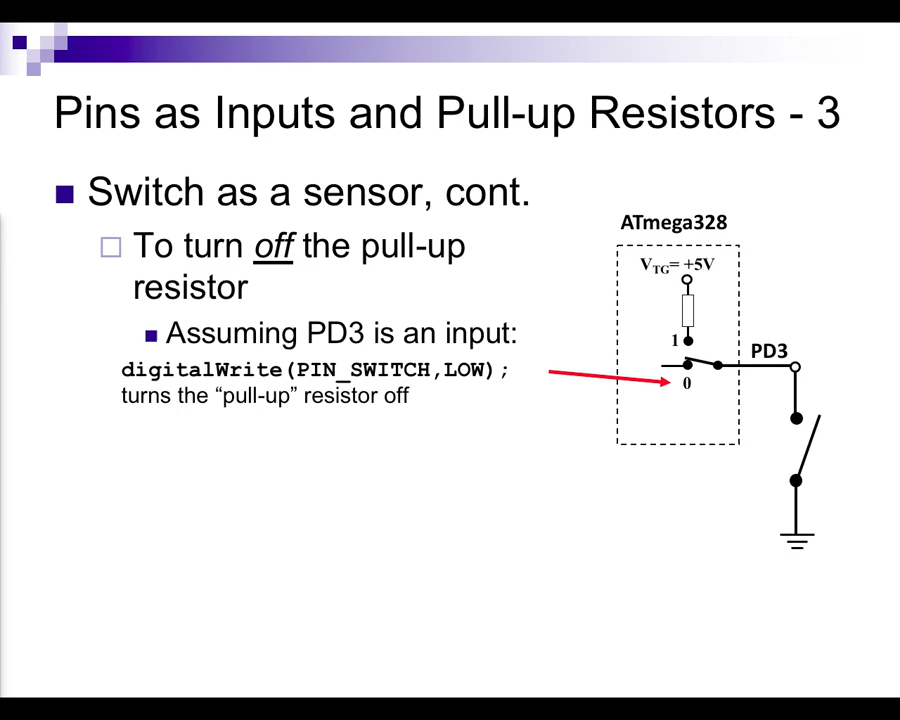 Pins as Inputs and Pull-up Resistors - 3
Switch as a sensor, cont.
To turn off the pull-up
resistor
Assuming PD3 is an input:
digitalWrite(PIN_SWITCH,LOW);
turns the “pull-up” resistor off
ATmega328
VTG= +5V
1
PD3
0